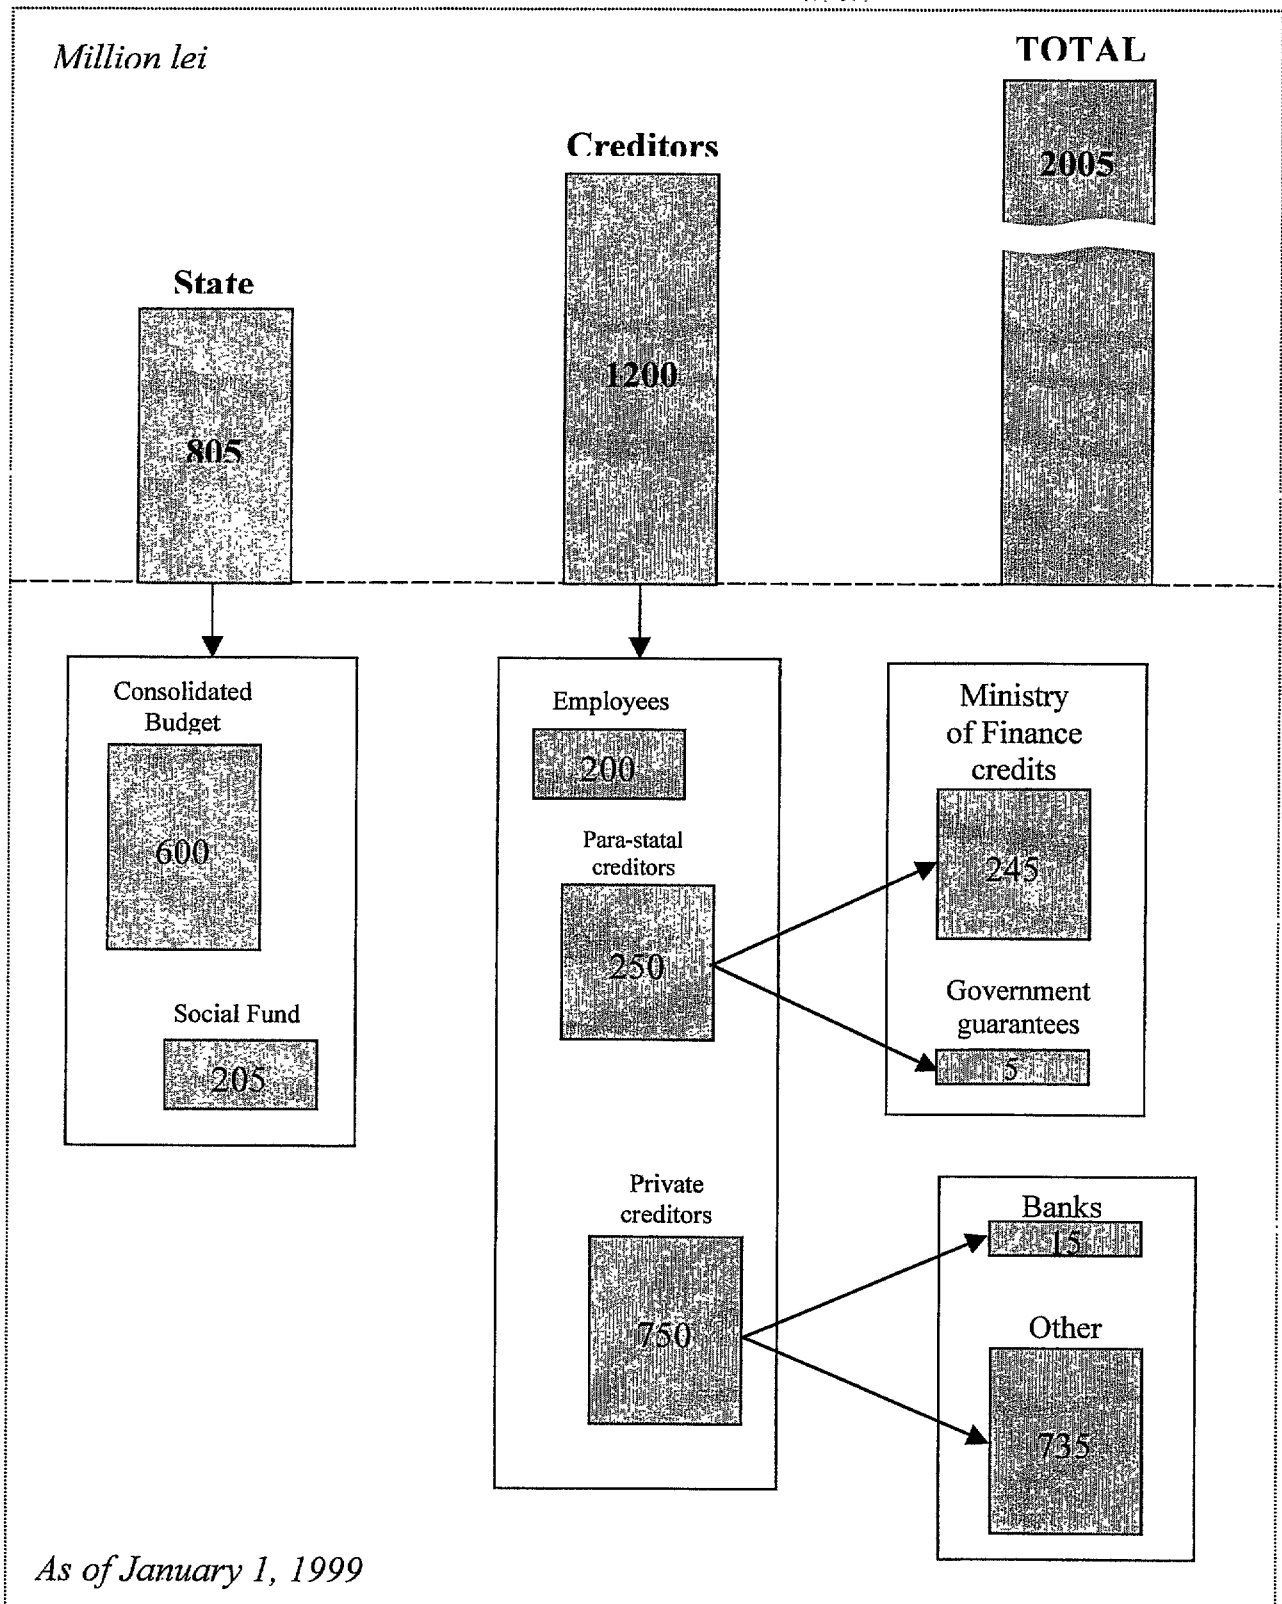 Million lei
TOTAL
2005
Creditors
1200
State
805
Consolidated
Budget
600
Social Fund
205
Employees
200
Para-statal
creditors
250
Private
creditors
750
Ministry
of Finance
credits
245
Government
guarantees
5
Banks
15
Other
735
As of January 1, 1999